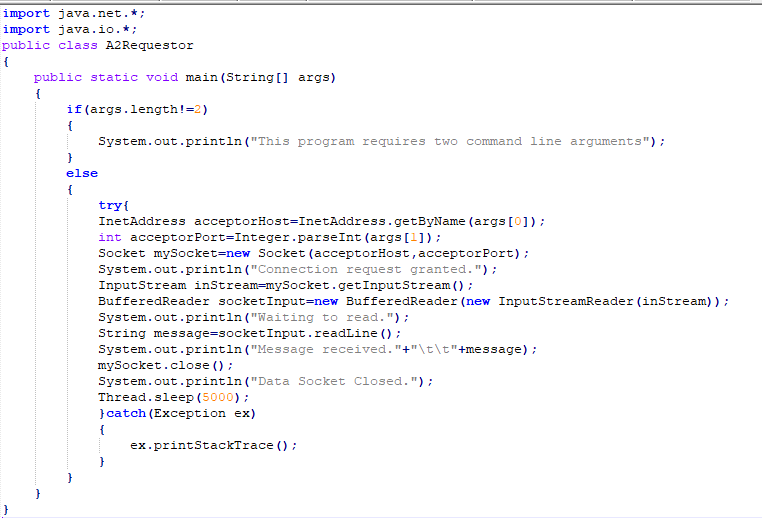 import java.net.*;
import java.io.*;
public class A2Requestor
{
    public static void main(String[] args)
    {
        if(args.length!=2)
        {
            System.out.println("This program requires two command line arguments");
        }
        else
        {
            try{
            InetAddress acceptorHost=InetAddress.getByName(args[0]);
            int acceptorPort=Integer.parseInt(args[1]);
            Socket mySocket=new Socket(acceptorHost,acceptorPort);
            System.out.println("Connection request granted.");
            InputStream inStream=mySocket.getInputStream();
            BufferedReader socketInput=new BufferedReader(new InputStreamReader(inStream));
            System.out.println("Waiting to read.");
            String message=socketInput.readLine();
            System.out.println("Message received."+"\t\t"+message);
            mySocket.close();
            System.out.println("Data Socket Closed.");
            Thread.sleep(5000);
            }catch(Exception ex)
            {
                ex.printStackTrace();
            }
        }
    }
}